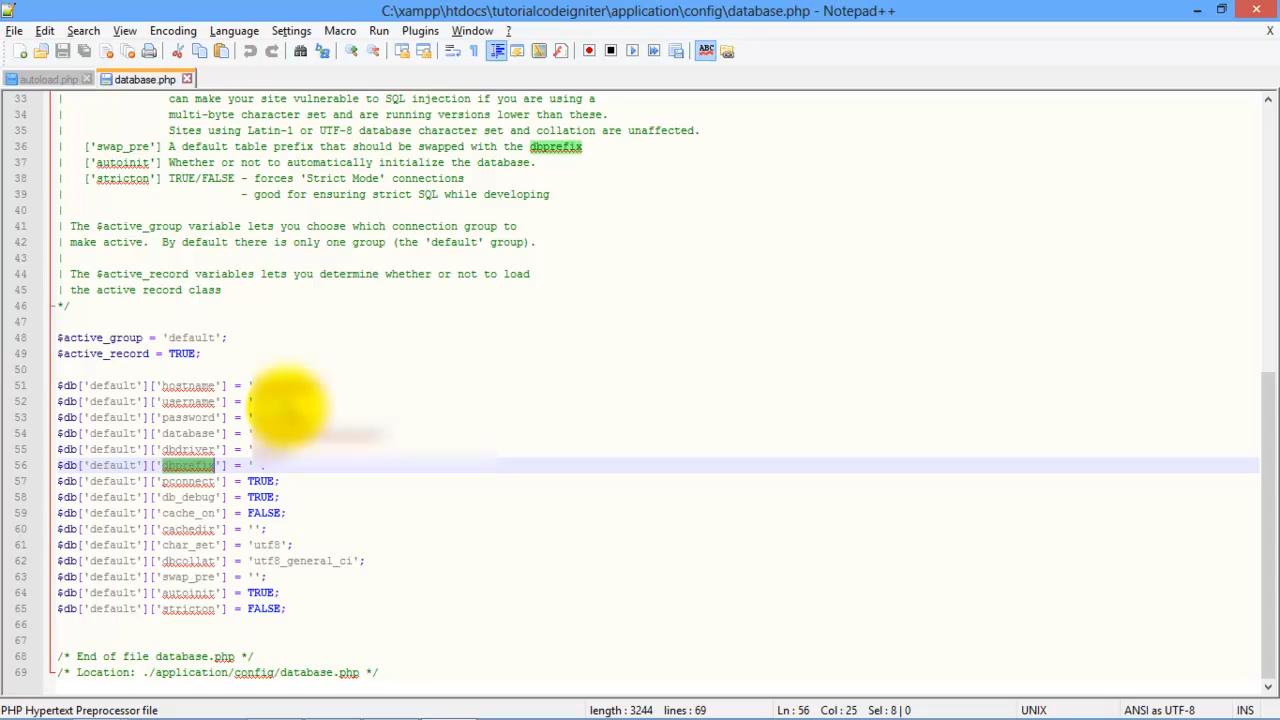 C:\xampp\htdocs\tutorialcodeigniter\application\config\database.php - Notepad++
File Edit Search View Encoding Language Settings Macro Run Plugins Window ? X
autoload.php database.php
33 | can make your site vulnerable to SQL injection if you are using a
34 | multi-byte character set and are running versions lower than these.
35 | Sites using Latin-1 or UTF-8 database character set and collation are unaffected.
36 | ['swap_pre'] A default table prefix that should be swapped with the dbprefix
37 | ['autoinit'] Whether or not to automatically initialize the database.
38 | ['stricton'] TRUE/FALSE - forces 'Strict Mode' connections
39 | - good for ensuring strict SQL while developing
40 |
41 | The $active_group variable lets you choose which connection group to
42 | make active. By default there is only one group (the 'default' group).
43 |
44 | The $active_record variables lets you determine whether or not to load
45 | the active record class
46 */
47
48 $active_group = 'default';
49 $active_record = TRUE;
50
51 $db['default']['hostname'] = '
52 $db['default']['username'] = '
53 $db['default']['password'] = '
54 $db['default']['database'] = '
55 $db['default']['dbdriver'] = '
56 $db['default']['dbprefix'] = '
57 $db['default']['pconnect'] = TRUE;
58 $db['default']['db_debug'] = TRUE;
59 $db['default']['cache_on'] = FALSE;
60 $db['default']['cachedir'] = '';
61 $db['default']['char_set'] = 'utf8';
62 $db['default']['dbcollat'] = 'utf8_general_ci';
63 $db['default']['swap_pre'] = '';
64 $db['default']['autoinit'] = TRUE;
65 $db['default']['stricton'] = FALSE;
66
67
68 /* End of file database.php */
69 /* Location: ./application/config/database.php */
PHP Hypertext Preprocessor file length : 3244 lines : 69 Ln : 56 Col : 25 Sel : 8 | 0 UNIX ANSI as UTF-8 INS